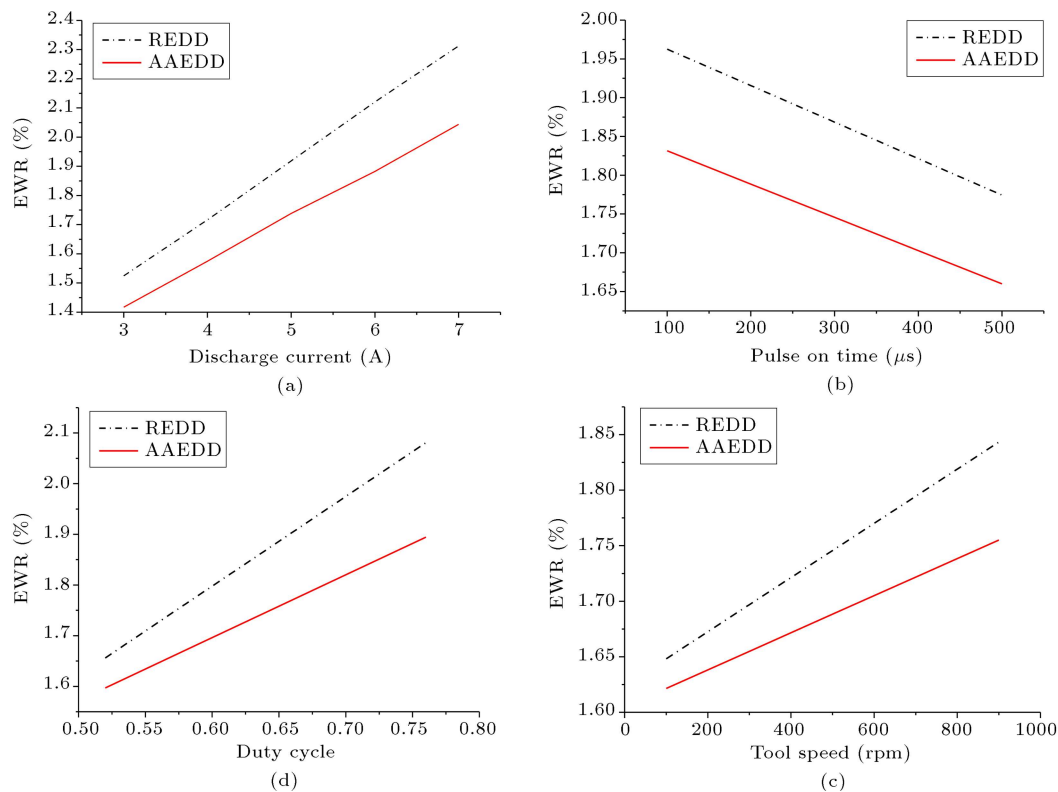 2.4
2.3
2.2
2.1
2.0
1.9
1.8
1.7
1.6
1.5
1.4
EWR (%)
REDD
AAEDD
3 4 5 6 7
Discharge current (A)
(a)
2.00
1.95
1.90
1.85
1.80
1.75
1.70
1.65
EWR (%)
REDD
AAEDD
100 200 300 400 500
Pulse on time (μs)
(b)
2.1
2.0
1.9
1.8
1.7
1.6
EWR (%)
REDD
AAEDD
0.50 0.55 0.60 0.65 0.70 0.75 0.80
Duty cycle
(d)
1.85
1.80
1.75
1.70
1.65
1.60
EWR (%)
REDD
AAEDD
0 200 400 600 800 1000
Tool speed (rpm)
(c)